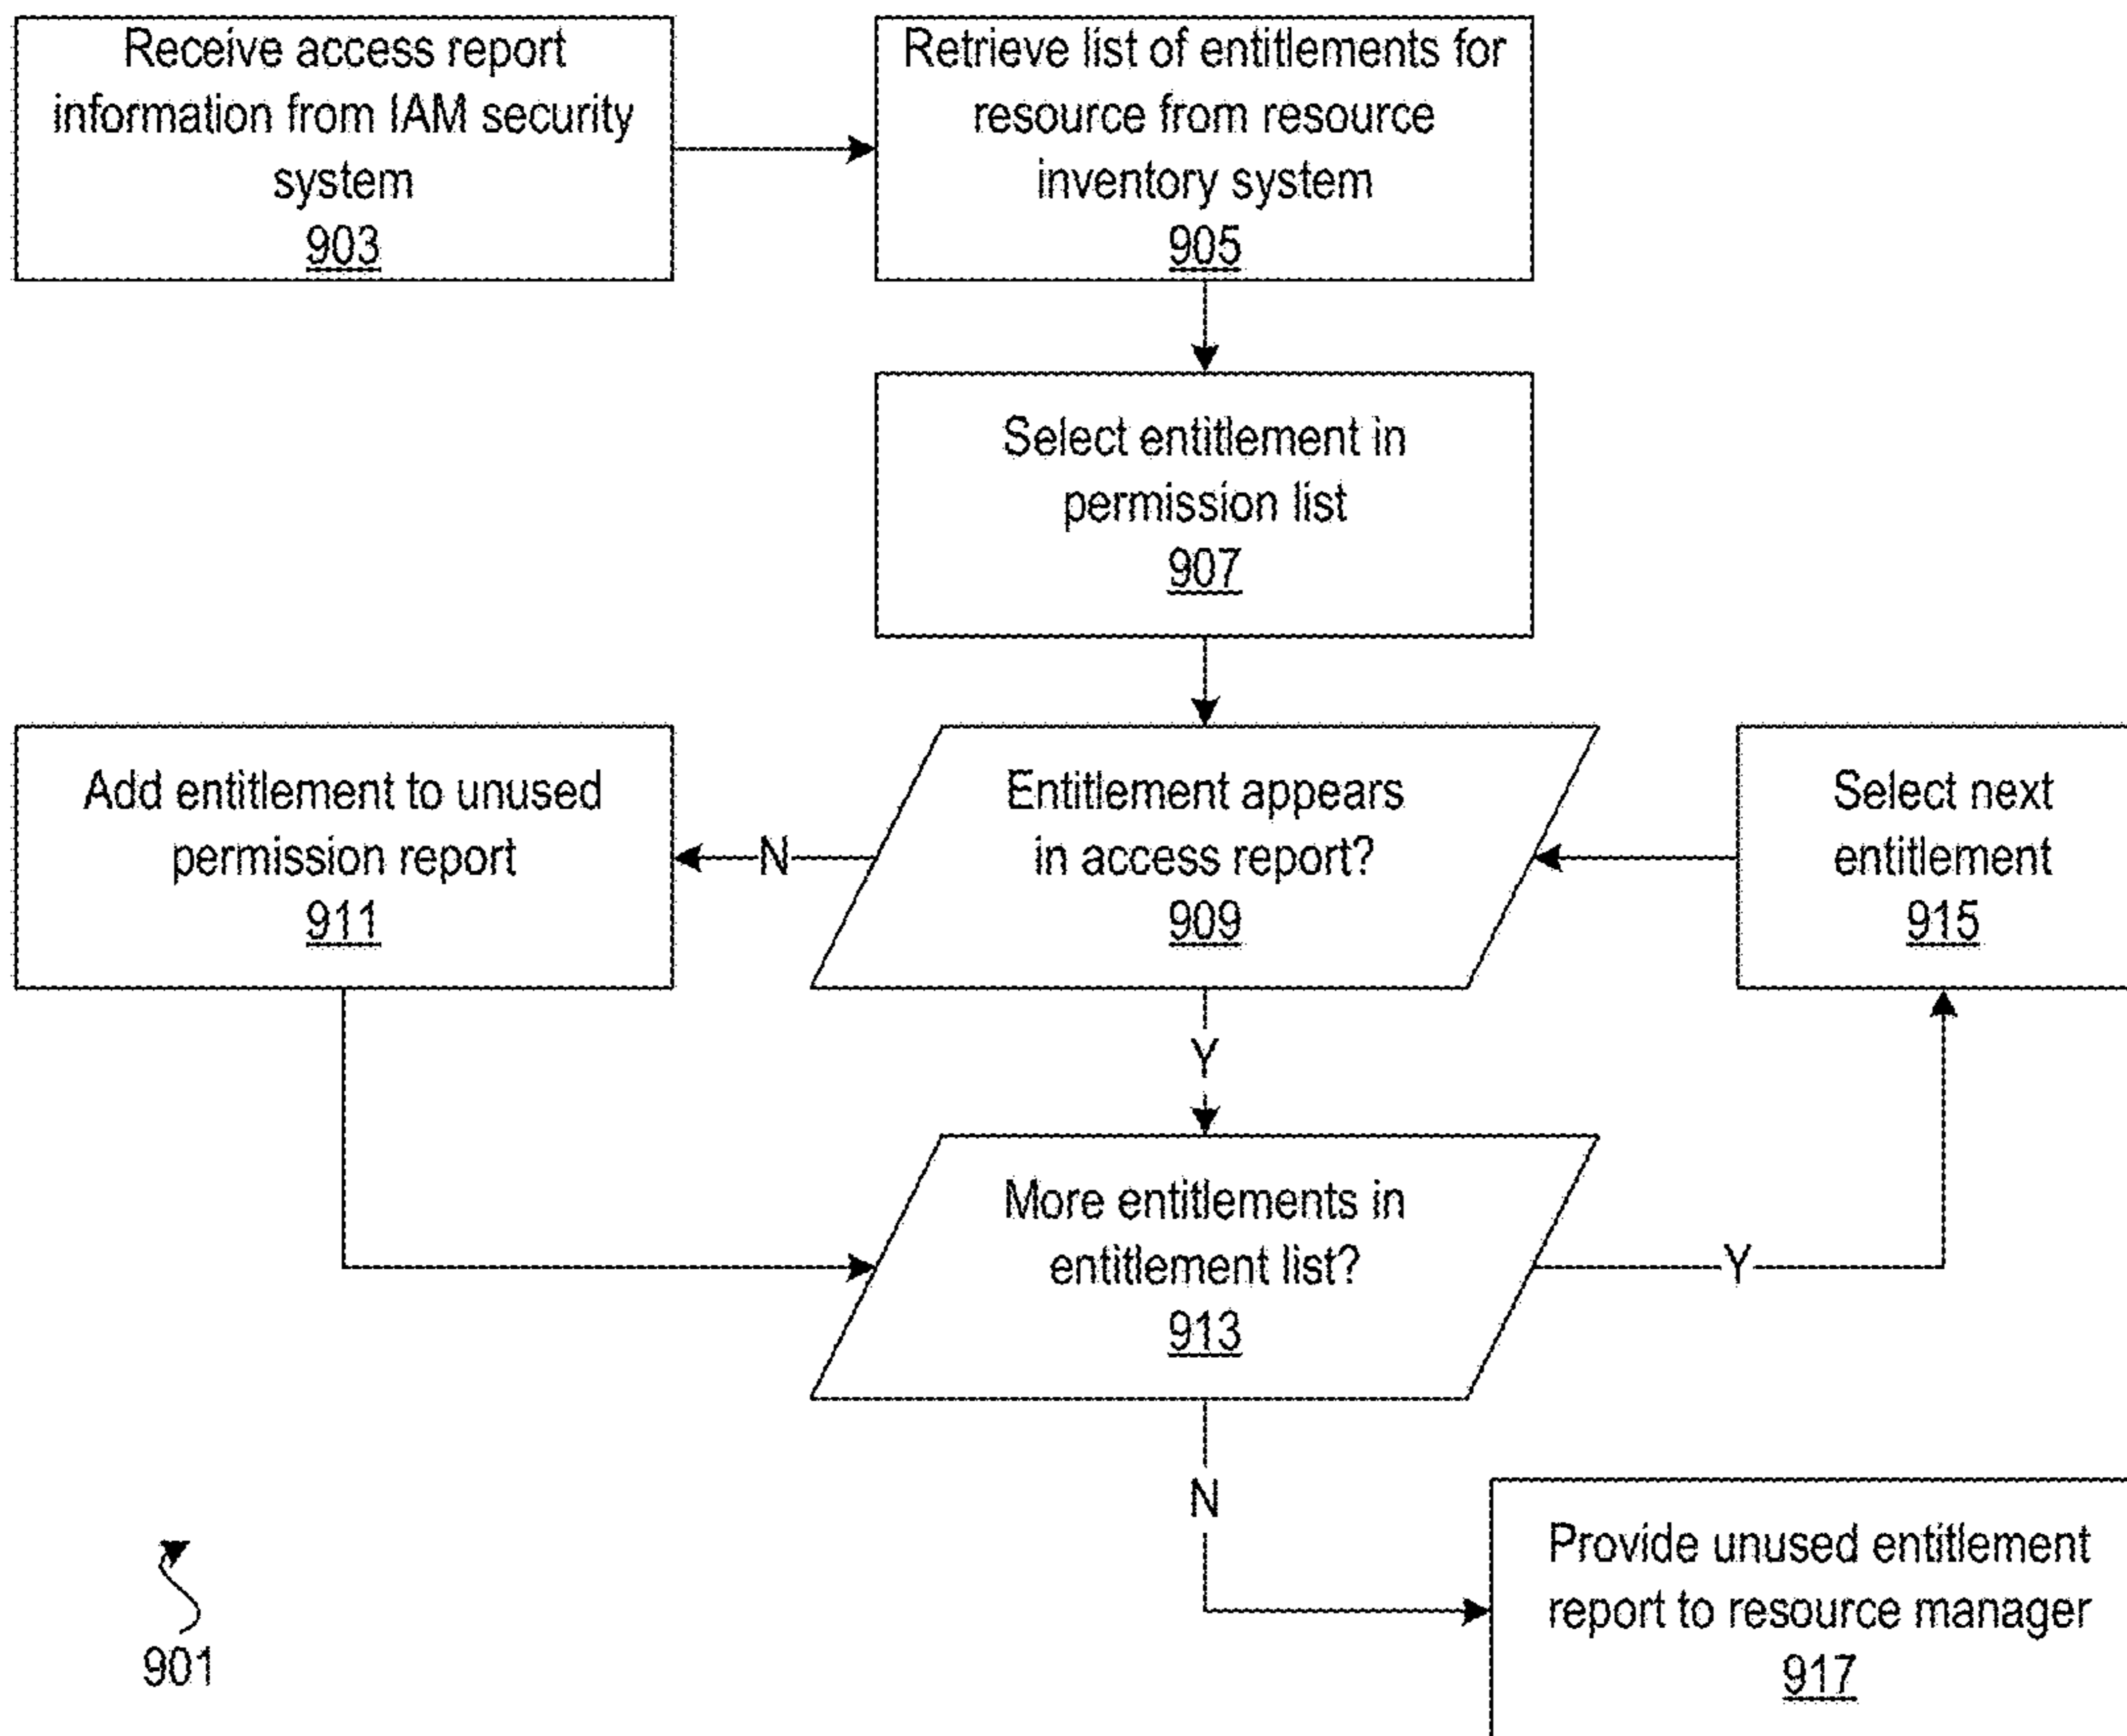 Receive access report
information from IAM security
system
903
Retrieve list of entitlements for
resource from resource
inventory system
905
Select entitlement in
permission list
907
Add entitlement to unused
permission report
911
N
Entitlement appears
in access report?
909
Select next
entitlement
915
Y
More entitlements in
entitlement list?
913
Y
N
Provide unused entitlement
report to resource manager
917
901